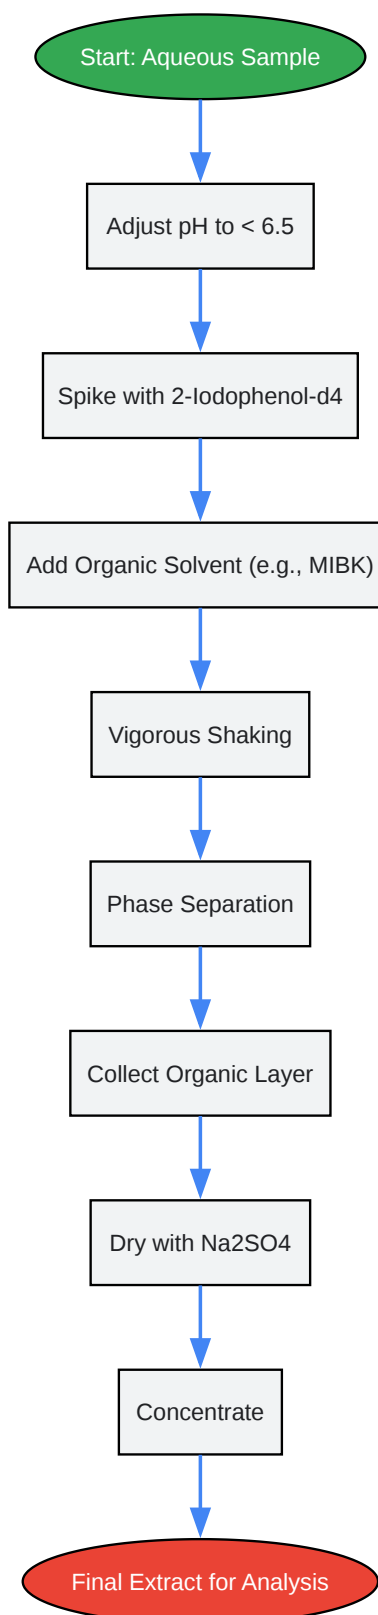 Start: Aqueous Sample
Adjust pH to < 6.5
Spike with 2-Iodophenol-d4
Add Organic Solvent (e.g., MIBK)
Vigorous Shaking
Phase Separation
Collect Organic Layer
Dry with Na2SO4
Concentrate
Final Extract for Analysis